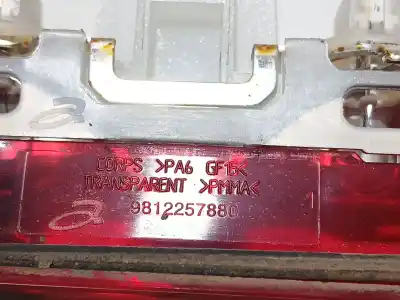 CORPS >PA6 GF15<
TRANSPARENT >PMMA<
9812257880